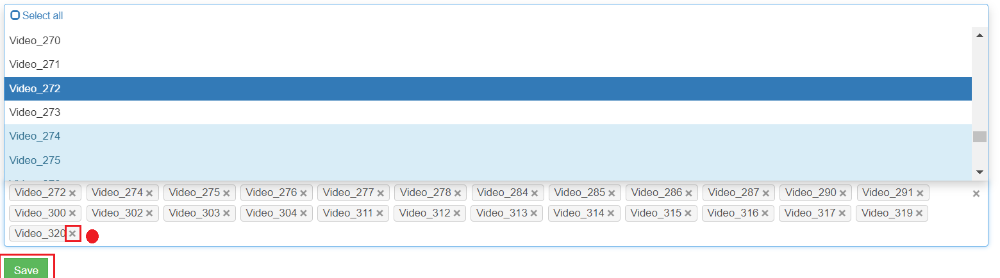 Select all
Video_270
Video_271
Video_272
Video_273
Video_274
Video_275
Video_272 Video_274 Video_275 Video_276 Video_277 Video_278 Video_284 Video_285 Video_286 Video_287 Video_290 Video_291
Video_300 Video_302 Video_303 Video_304 Video_311 Video_312 Video_313 Video_314 Video_315 Video_316 Video_317 Video_319
Video_320
Save